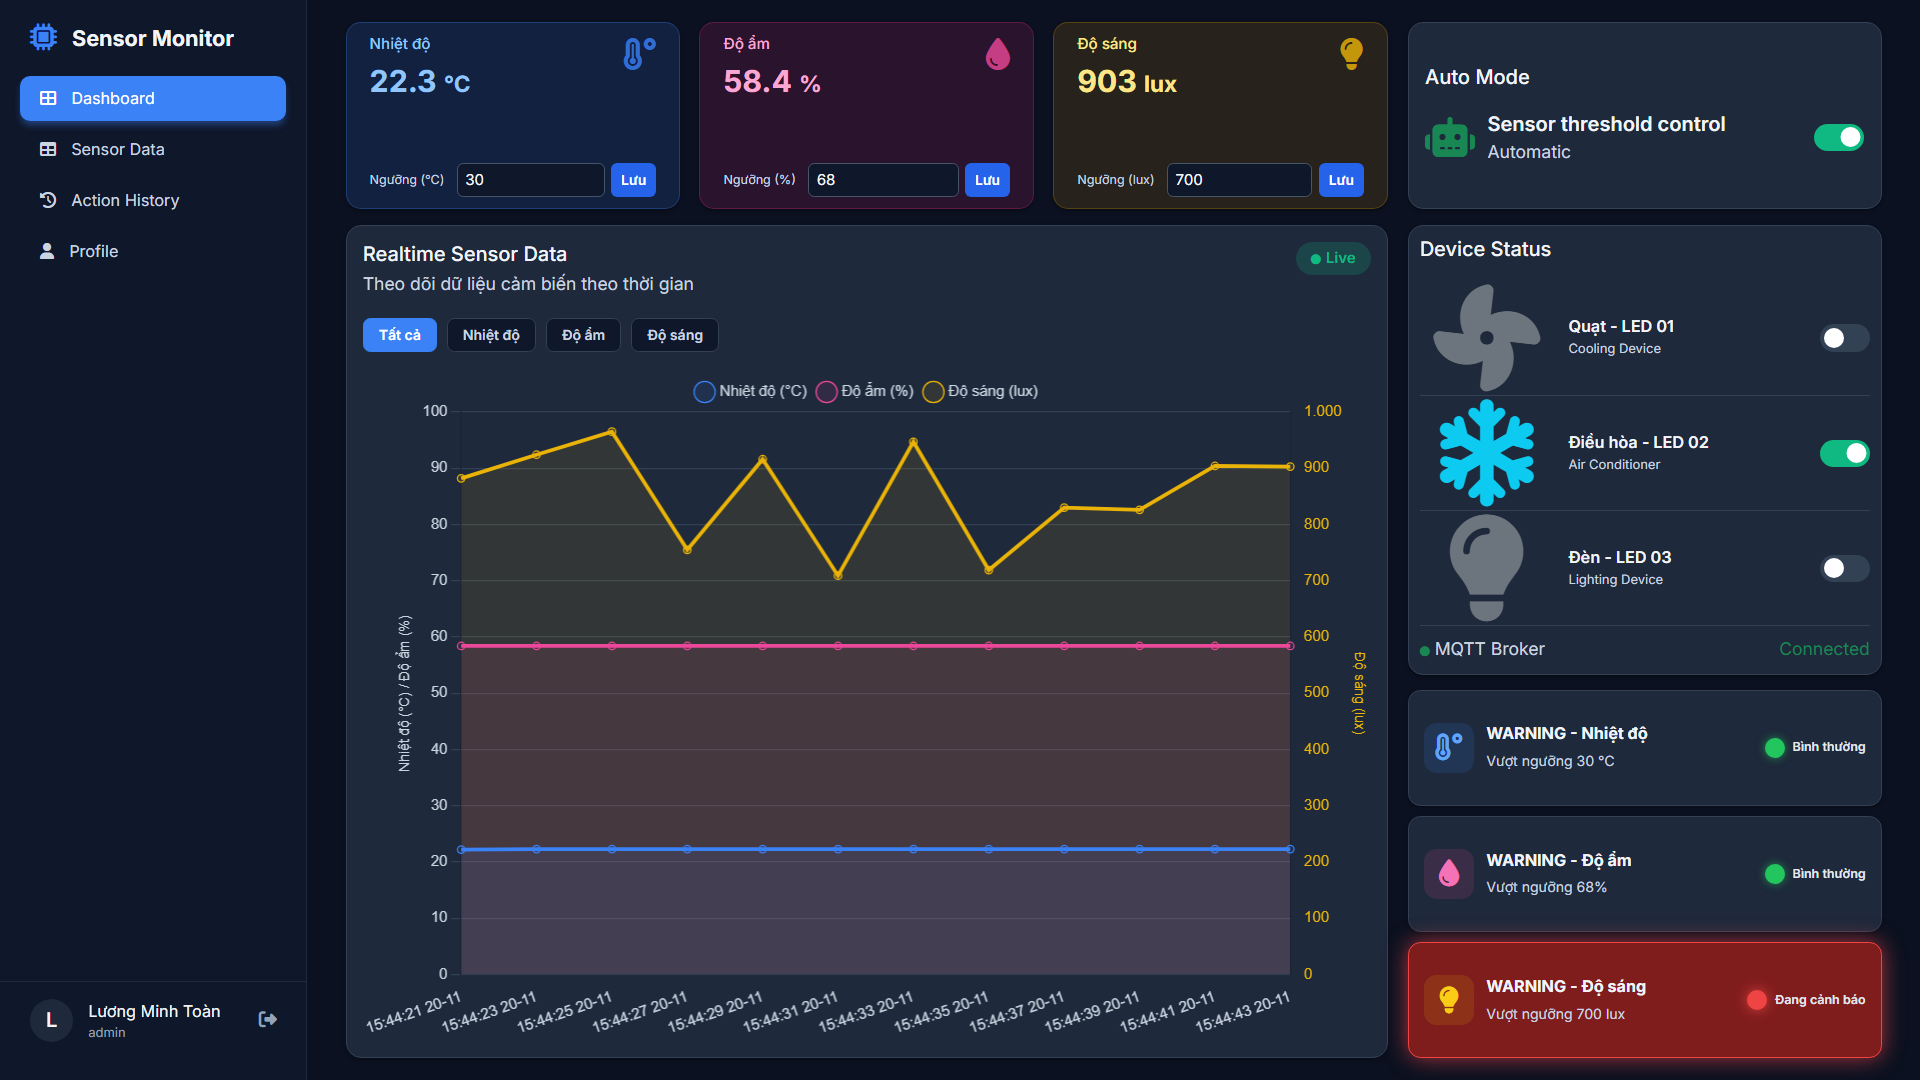 Sensor Monitor
Dashboard
Sensor Data
Action History
Profile
Lương Minh Toàn
admin
L
Nhiệt độ
22.3 °C
Ngưỡng (°C)
30
Lưu
Độ ẩm
58.4 %
Ngưỡng (%)
68
Lưu
Độ sáng
903 lux
Ngưỡng (lux)
700
Lưu
Auto Mode
Sensor threshold control
Automatic
Realtime Sensor Data
Live
Theo dõi dữ liệu cảm biến theo thời gian
Tất cả
Nhiệt độ
Độ ẩm
Độ sáng
Nhiệt độ (°C)
Độ ẩm (%)
Độ sáng (lux)
100
90
80
70
60
50
40
30
20
10
0
Nhiệt độ (°C) / Độ ẩm (%)
1.000
900
800
700
600
500
400
300
200
100
0
Độ sáng (lux)
15:44:21 20-11
15:44:23 20-11
15:44:25 20-11
15:44:27 20-11
15:44:29 20-11
15:44:31 20-11
15:44:33 20-11
15:44:35 20-11
15:44:37 20-11
15:44:39 20-11
15:44:41 20-11
15:44:43 20-11
Device Status
Quạt - LED 01
Cooling Device
Điều hòa - LED 02
Air Conditioner
Đèn - LED 03
Lighting Device
MQTT Broker
Connected
WARNING - Nhiệt độ
Vượt ngưỡng 30 °C
Bình thường
WARNING - Độ ẩm
Vượt ngưỡng 68%
Bình thường
WARNING - Độ sáng
Vượt ngưỡng 700 lux
Đang cảnh báo